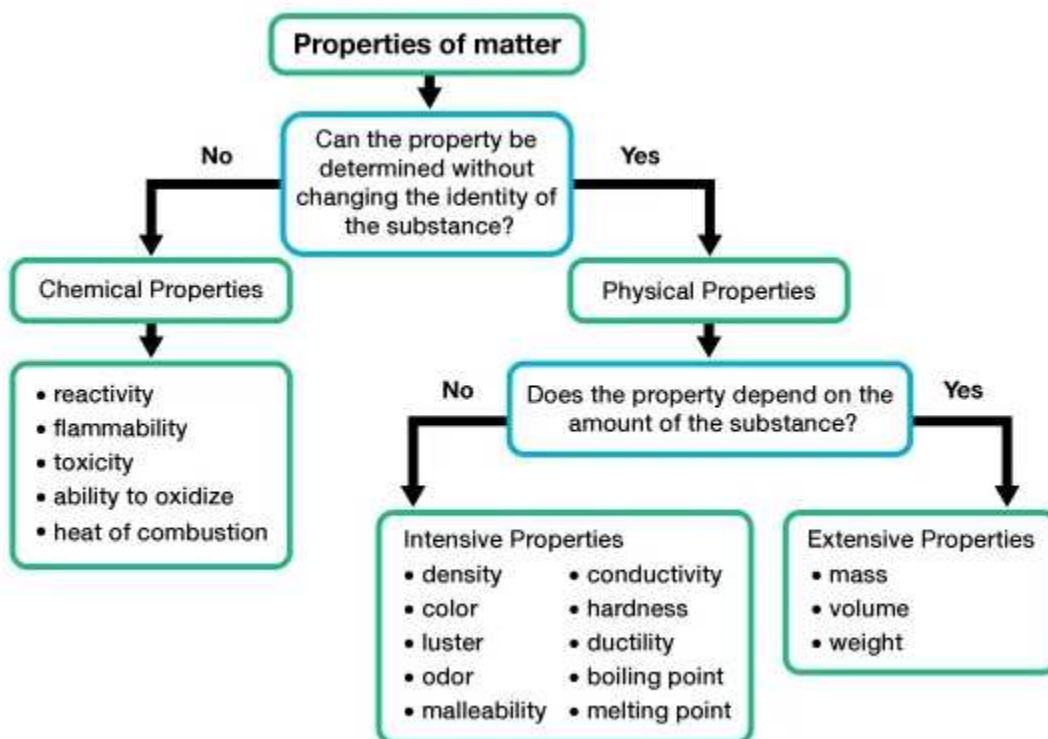 Properties of matter
Can the property be
determined without
changing the identity of
the substance?
No
Yes
Chemical Properties
Physical Properties
• reactivity
• flammability
• toxicity
• ability to oxidize
• heat of combustion
Does the property depend on the
amount of the substance?
No
Yes
Intensive Properties
• density
• color
• luster
• odor
• malleability
• conductivity
• hardness
• ductility
• boiling point
• melting point
Extensive Properties
• mass
• volume
• weight